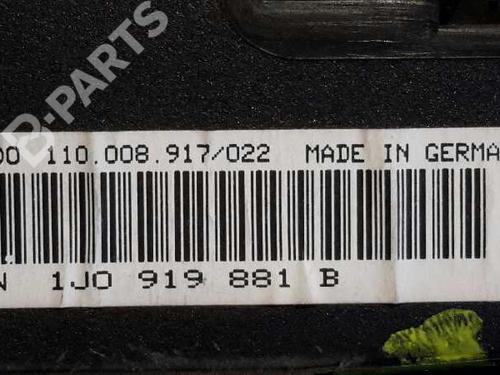 B-PARTS
110.008.917/022 MADE IN GERMA
1J0 919 881 B